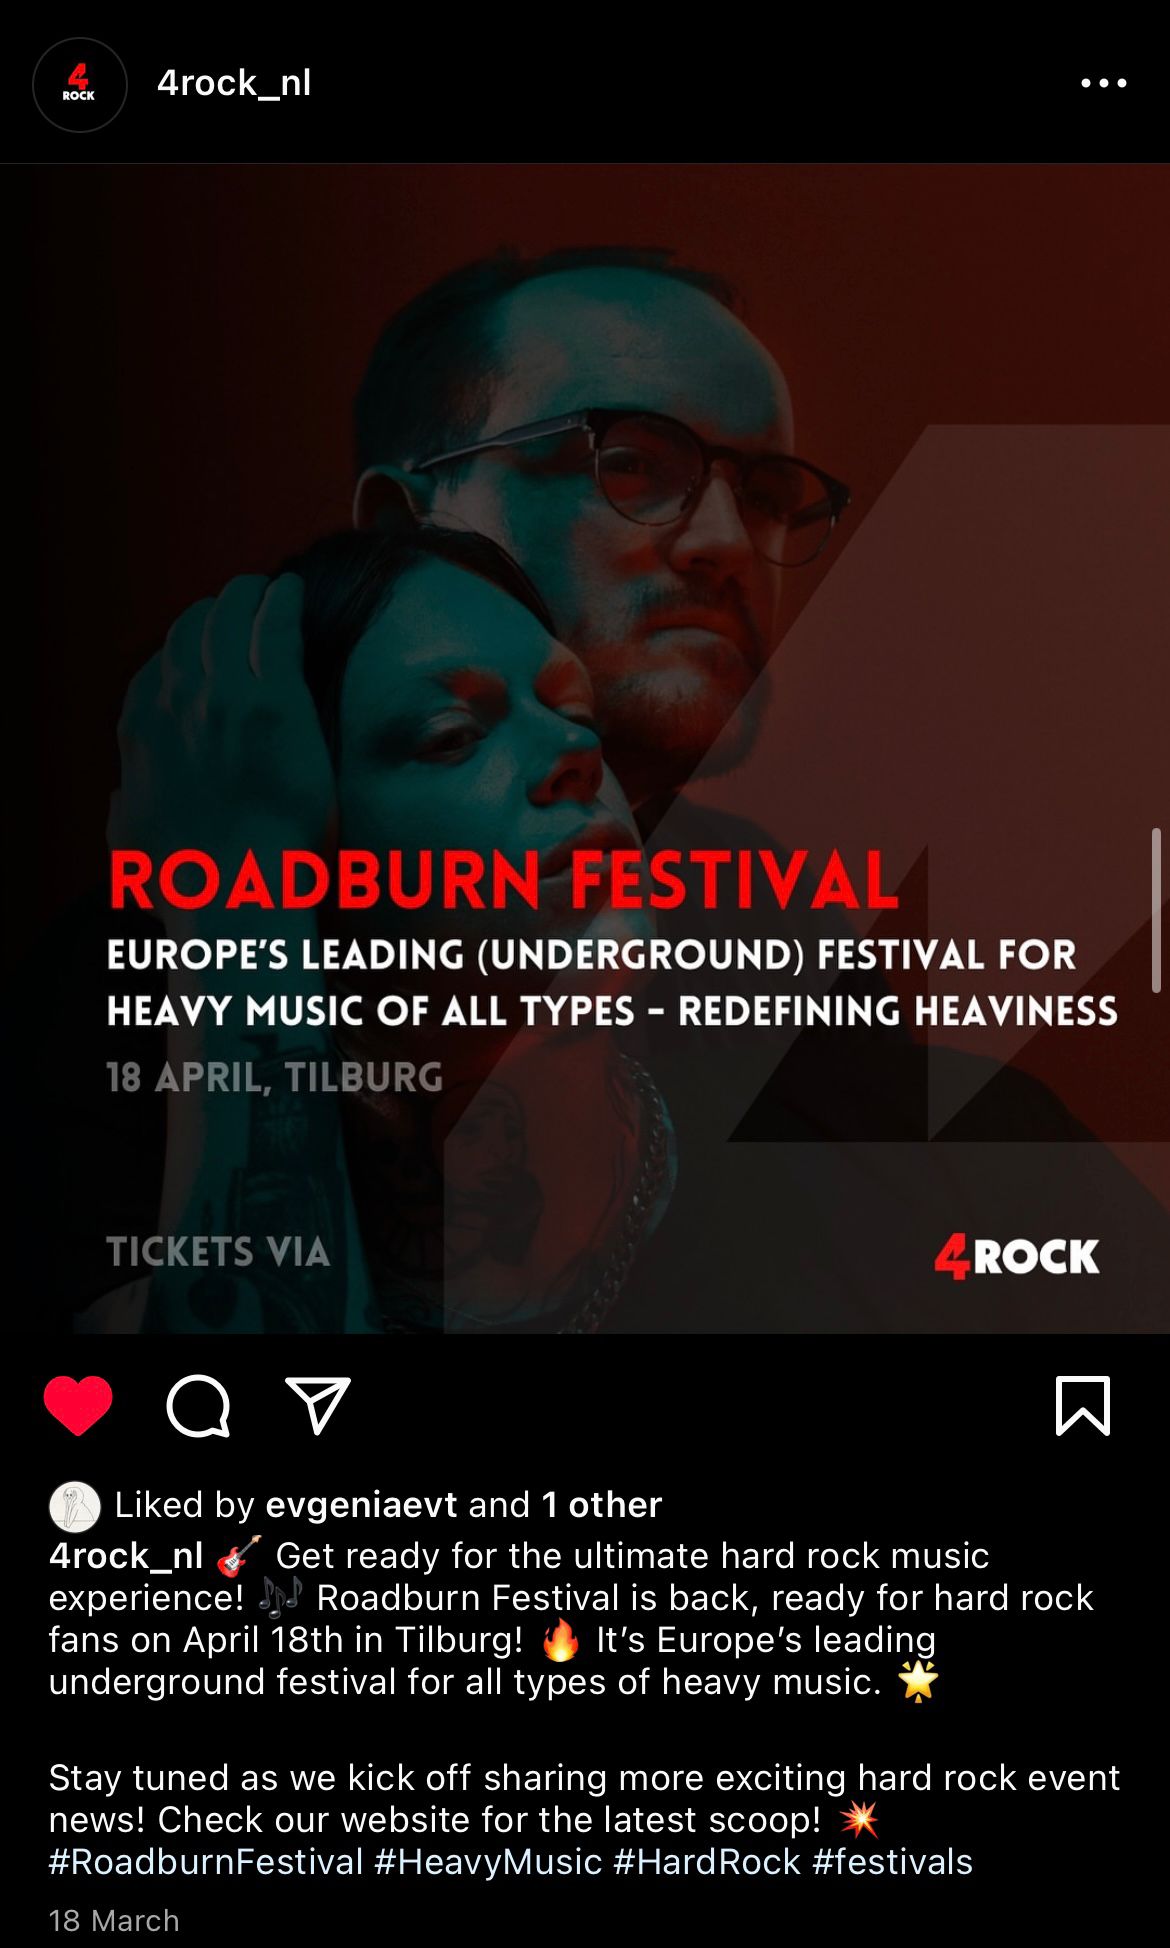 4
ROCK
4rock_nl
ROADBURN FESTIVAL
EUROPE'S LEADING (UNDERGROUND) FESTIVAL FOR
HEAVY MUSIC OF ALL TYPES - REDEFINING HEAVINESS
18 APRIL, TILBURG
TICKETS VIA
4ROCK
Liked by evgeniaevt and 1 other
4rock_nl 🎸 Get ready for the ultimate hard rock music
experience! 🎶 Roadburn Festival is back, ready for hard rock
fans on April 18th in Tilburg! 🔥 It’s Europe’s leading
underground festival for all types of heavy music. 🌟
Stay tuned as we kick off sharing more exciting hard rock event
news! Check our website for the latest scoop! 💥
#RoadburnFestival #HeavyMusic #HardRock #festivals
18 March